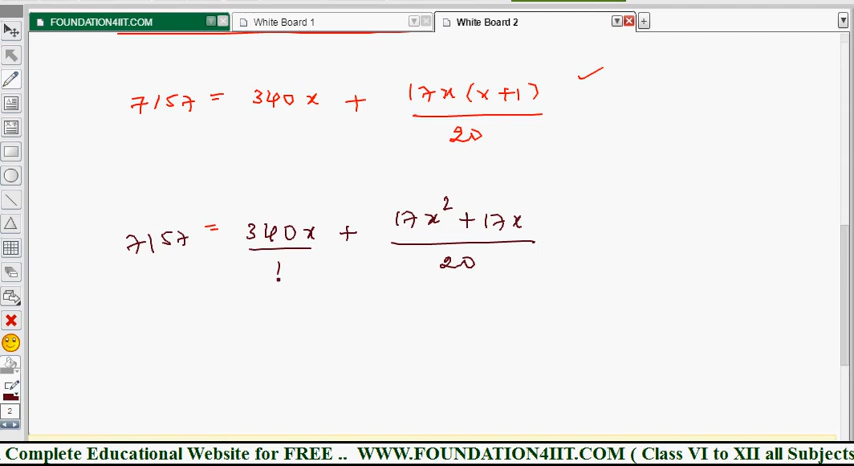 FOUNDATION4IIT.COM White Board 1 White Board 2
7157 = 340x + 17x(x+1) ✓
20
7157 = 340x + 17x² + 17x
1 20
2
Complete Educational Website for FREE .. WWW.FOUNDATION4IIT.COM ( Class VI to XII all Subjects